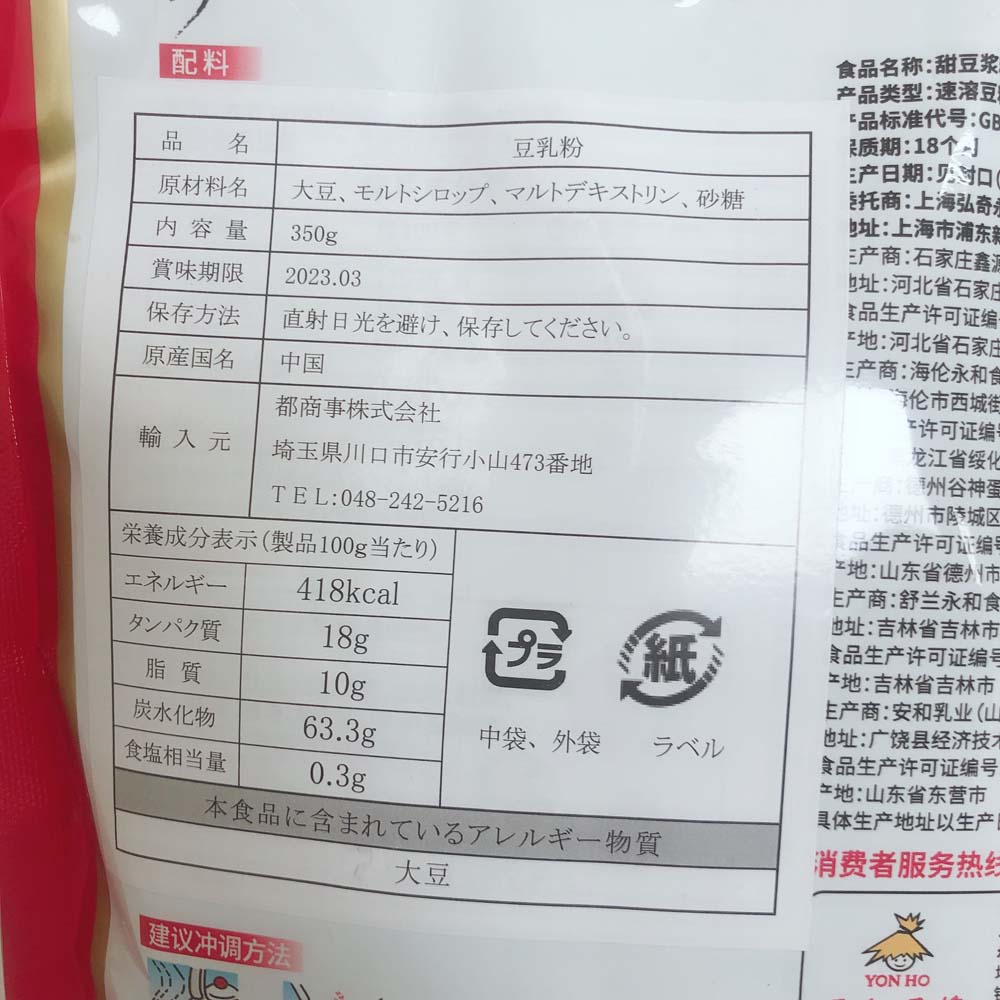 配料
品名 豆乳粉
原材料名 大豆、モルトシロップ、マルトデキストリン、砂糖
内容量 350g
賞味期限 2023.03
保存方法 直射日光を避け、保存してください。
原産国名 中国
輸入元 都商事株式会社
埼玉県川口市安行小山473番地
TEL:048-242-5216
栄養成分表示(製品100g当たり)
エネルギー 418kcal
タンパク質 18g
脂質 10g
炭水化物 63.3g
食塩相当量 0.3g
プラ
中袋、外袋
紙
ラベル
本食品に含まれているアレルギー物質
大豆
建议冲调方法
食品名称:甜豆浆
产品类型:速溶豆
产品标准代号:GB
保质期:18个月
生产日期:见封口(
委托商:上海弘奇永
地址:上海市浦东新
生产商:石家庄鑫源
地址:河北省石家庄
食品生产许可证编
产地:河北省石家庄
生产商:海伦永和食
海伦市西城街
产许可证编号
龙江省绥化
产商:德州谷神蛋
地址:德州市陵城区
食品生产许可证编号
产地:山东省德州市
生产商:舒兰永和食
地址:吉林省吉林市
食品生产许可证编号
产地:吉林省吉林市
生产商:安和乳业(山
地址:广饶县经济技术
食品生产许可证编号
产地:山东省东营市
具体生产地址以生产
消费者服务热线
YON HO